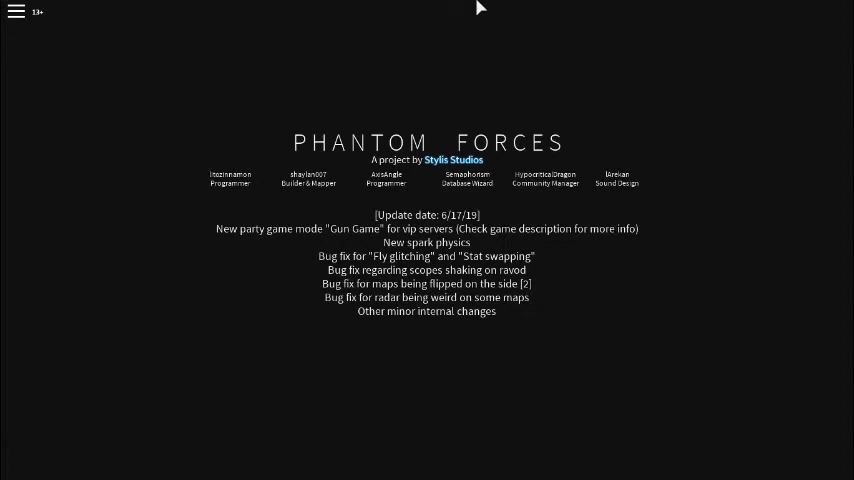 13+
PHANTOM FORCES
A project by Stylis Studios
litozinnamon shaylan007 AxisAngle Semaphorism HypocriticalDragon lArekan
Programmer Builder & Mapper Programmer Database Wizard Community Manager Sound Design
[Update date: 6/17/19]
New party game mode "Gun Game" for vip servers (Check game description for more info)
New spark physics
Bug fix for "Fly glitching" and "Stat swapping"
Bug fix regarding scopes shaking on ravod
Bug fix for maps being flipped on the side [2]
Bug fix for radar being weird on some maps
Other minor internal changes